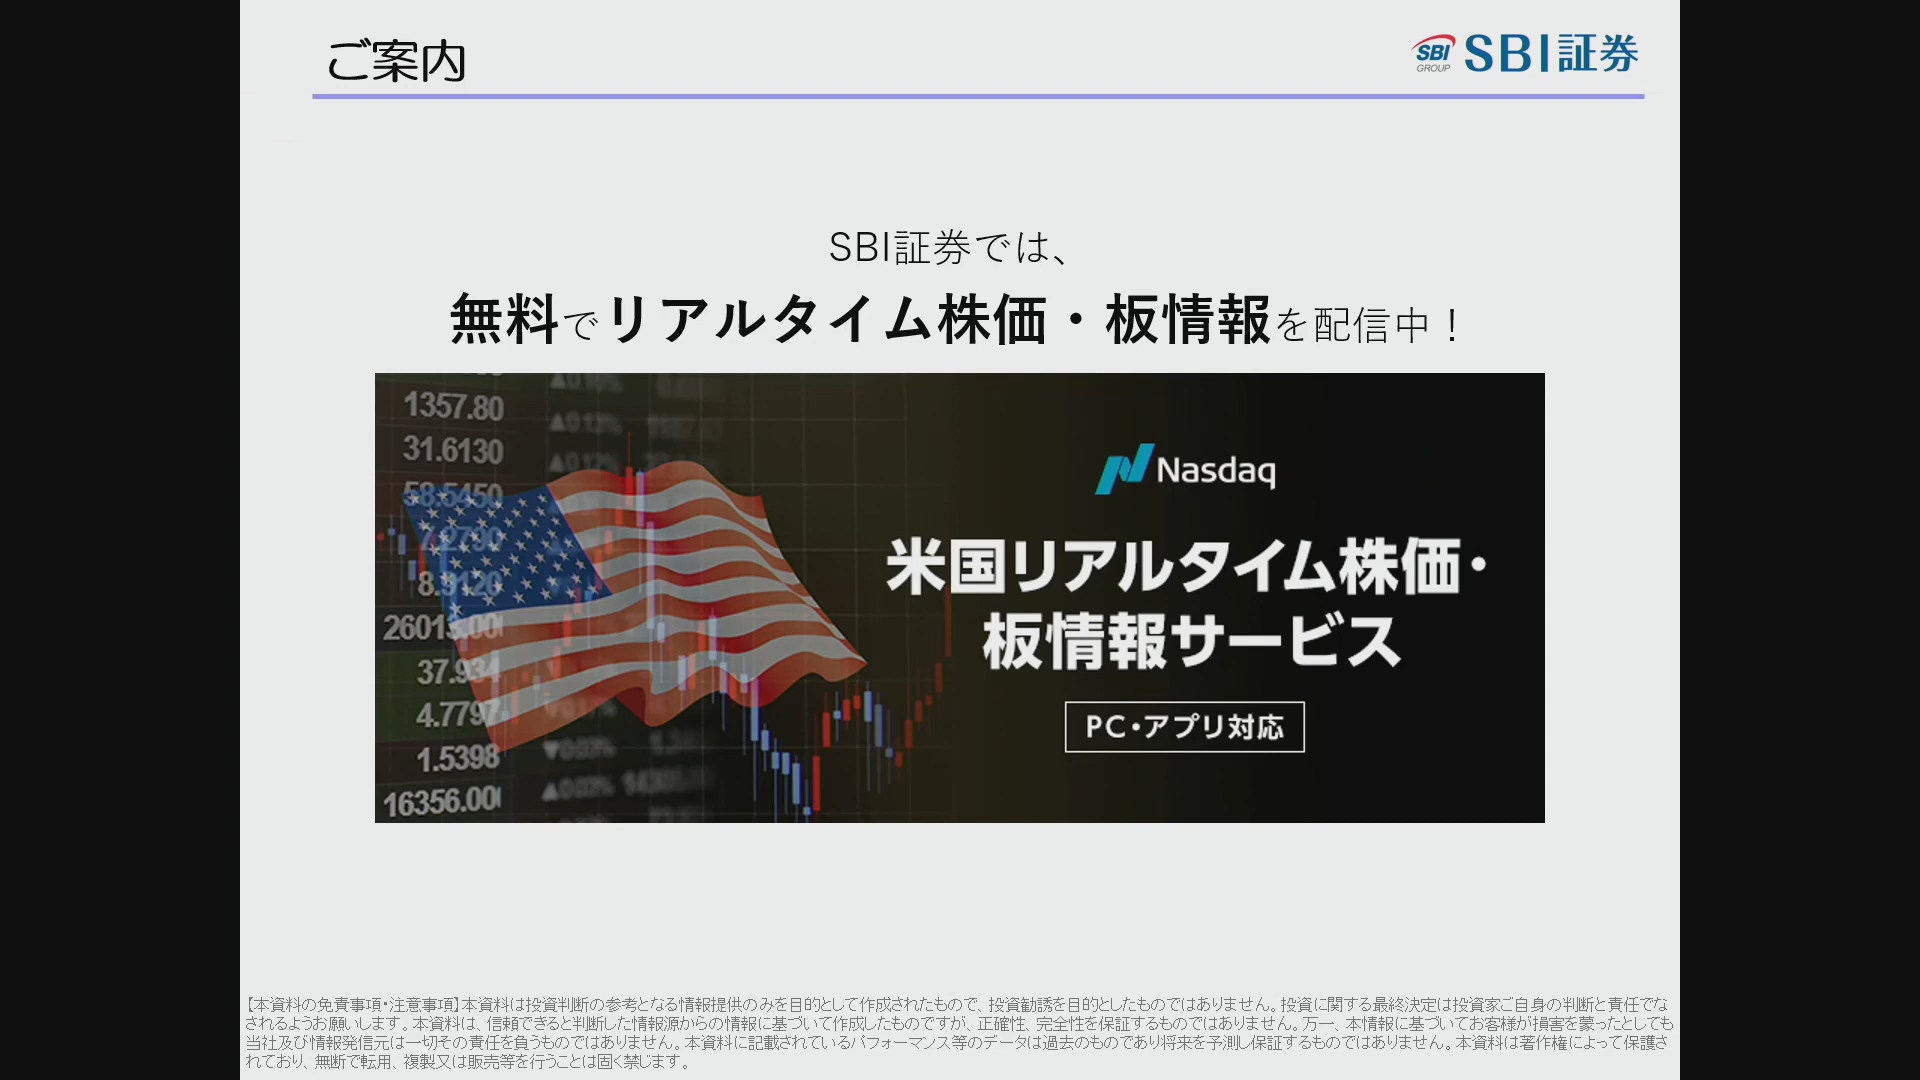 ご案内
SBI GROUP SBI証券
SBI証券では、
無料でリアルタイム株価・板情報を配信中！
1357.80
31.6130
58.5450
7.2790
8.9120
26015.00
37.934
4.7797
1.5398
16356.00
Nasdaq
米国リアルタイム株価・
板情報サービス
PC・アプリ対応
【本資料の免責事項・注意事項】本資料は投資判断の参考となる情報提供のみを目的として作成されたもので、投資勧誘を目的としたものではありません。投資に関する最終決定は投資家ご自身の判断と責任でな
されるようお願いします。本資料は、信頼できると判断した情報源からの情報に基づいて作成したものですが、正確性、完全性を保証するものではありません。万一、本情報に基づいてお客様が損害を蒙ったとしても
当社及び情報発信元は一切その責任を負うものではありません。本資料に記載されているパフォーマンス等のデータは過去のものであり将来を予測し保証するものではありません。本資料は著作権によって保護さ
れており、無断で転用、複製又は販売等を行うことは固く禁じます。